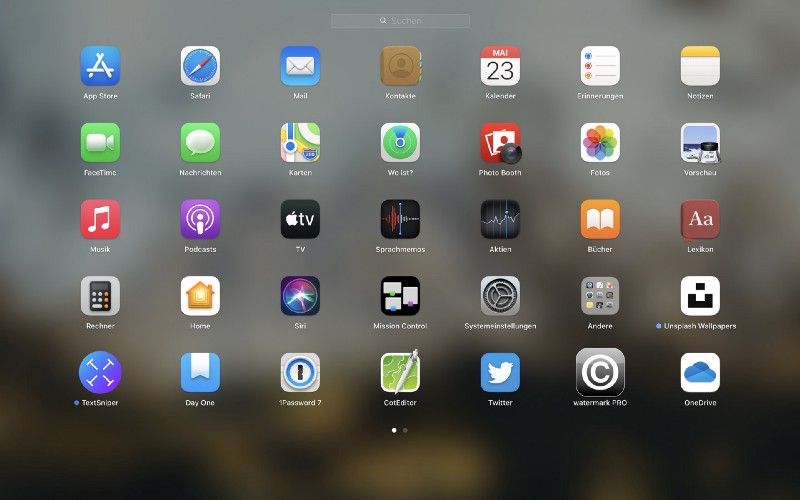 Suchen
App Store
Safari
Mail
Kontakte
MAI
23
Kalender
Erinnerungen
Notizen
FaceTime
Nachrichten
Karten
Wo ist?
Photo Booth
Fotos
Vorschau
Musik
Podcasts
tv
TV
Sprachmemos
Aktien
Bücher
Aa
Lexikon
Rechner
Home
Siri
Mission Control
Systemeinstellungen
Andere
Unsplash Wallpapers
TextSniper
Day One
1Password 7
CotEditor
Twitter
©
watermark PRO
OneDrive